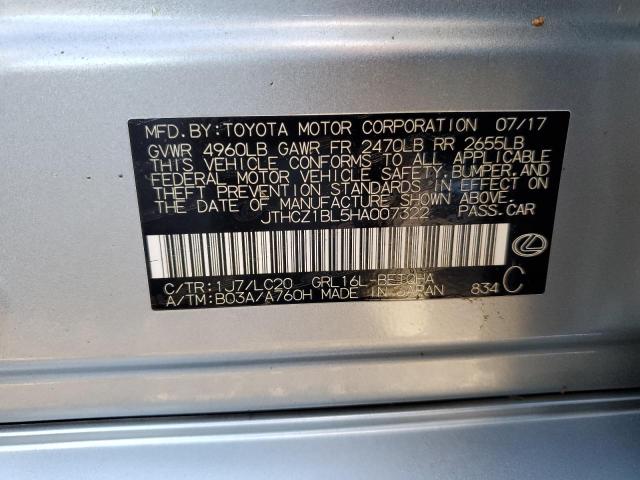 MFD. BY: TOYOTA MOTOR CORPORATION 07/17
GVWR 4960LB GAWR FR 2470LB RR 2655LB
THIS VEHICLE CONFORMS TO ALL APPLICABLE
FEDERAL MOTOR VEHICLE SAFETY, BUMPER, AND
THEFT PREVENTION STANDARDS IN EFFECT ON
THE DATE OF MANUFACTURE SHOWN ABOVE.
JTHCZ1BL5HA007322 PASS.CAR
C/TR: 1J7/LC20 GRL16L-BETQHA
A/TM: B03A/A760H MADE IN JAPAN 834 C